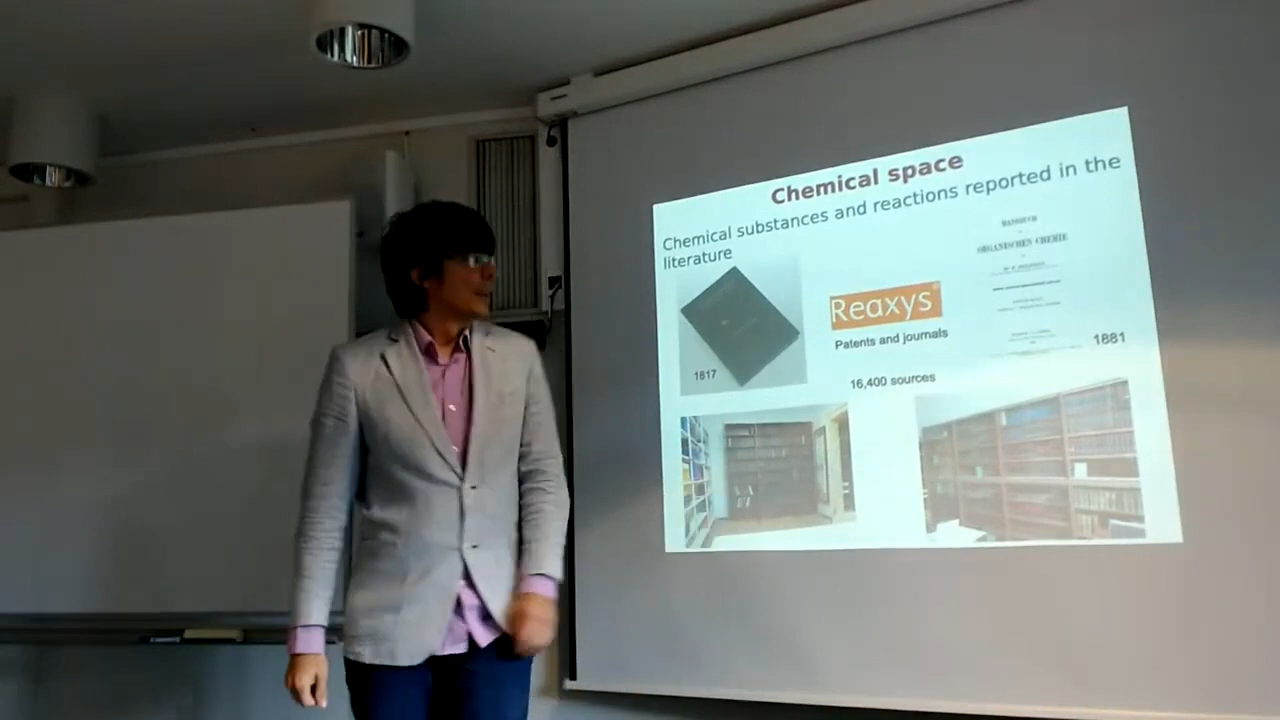 Chemical space
Chemical substances and reactions reported in the
literature
ORGANISCHEN CHEMIE
Reaxys®
Patents and journals
1881
1817
16,400 sources